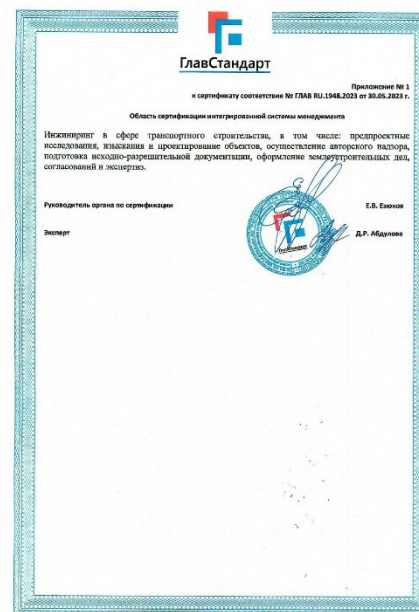 ГлавСтандарт
Приложение № 1
к сертификату соответствия № ГЛАВ RU.1948.2023 от 30.05.2023 г.
Область сертификации интегрированной системы менеджмента
Инжиниринг в сфере транспортного строительства, в том числе: предпроектные
исследования, изыскания и проектирование объектов, осуществление авторского надзора,
подготовка исходно-разрешительной документации, оформление землеустроительных дел,
согласований и экспертиз.
Руководитель органа по сертификации
Е.В. Езюков
Эксперт
Д.Р. Абдулова